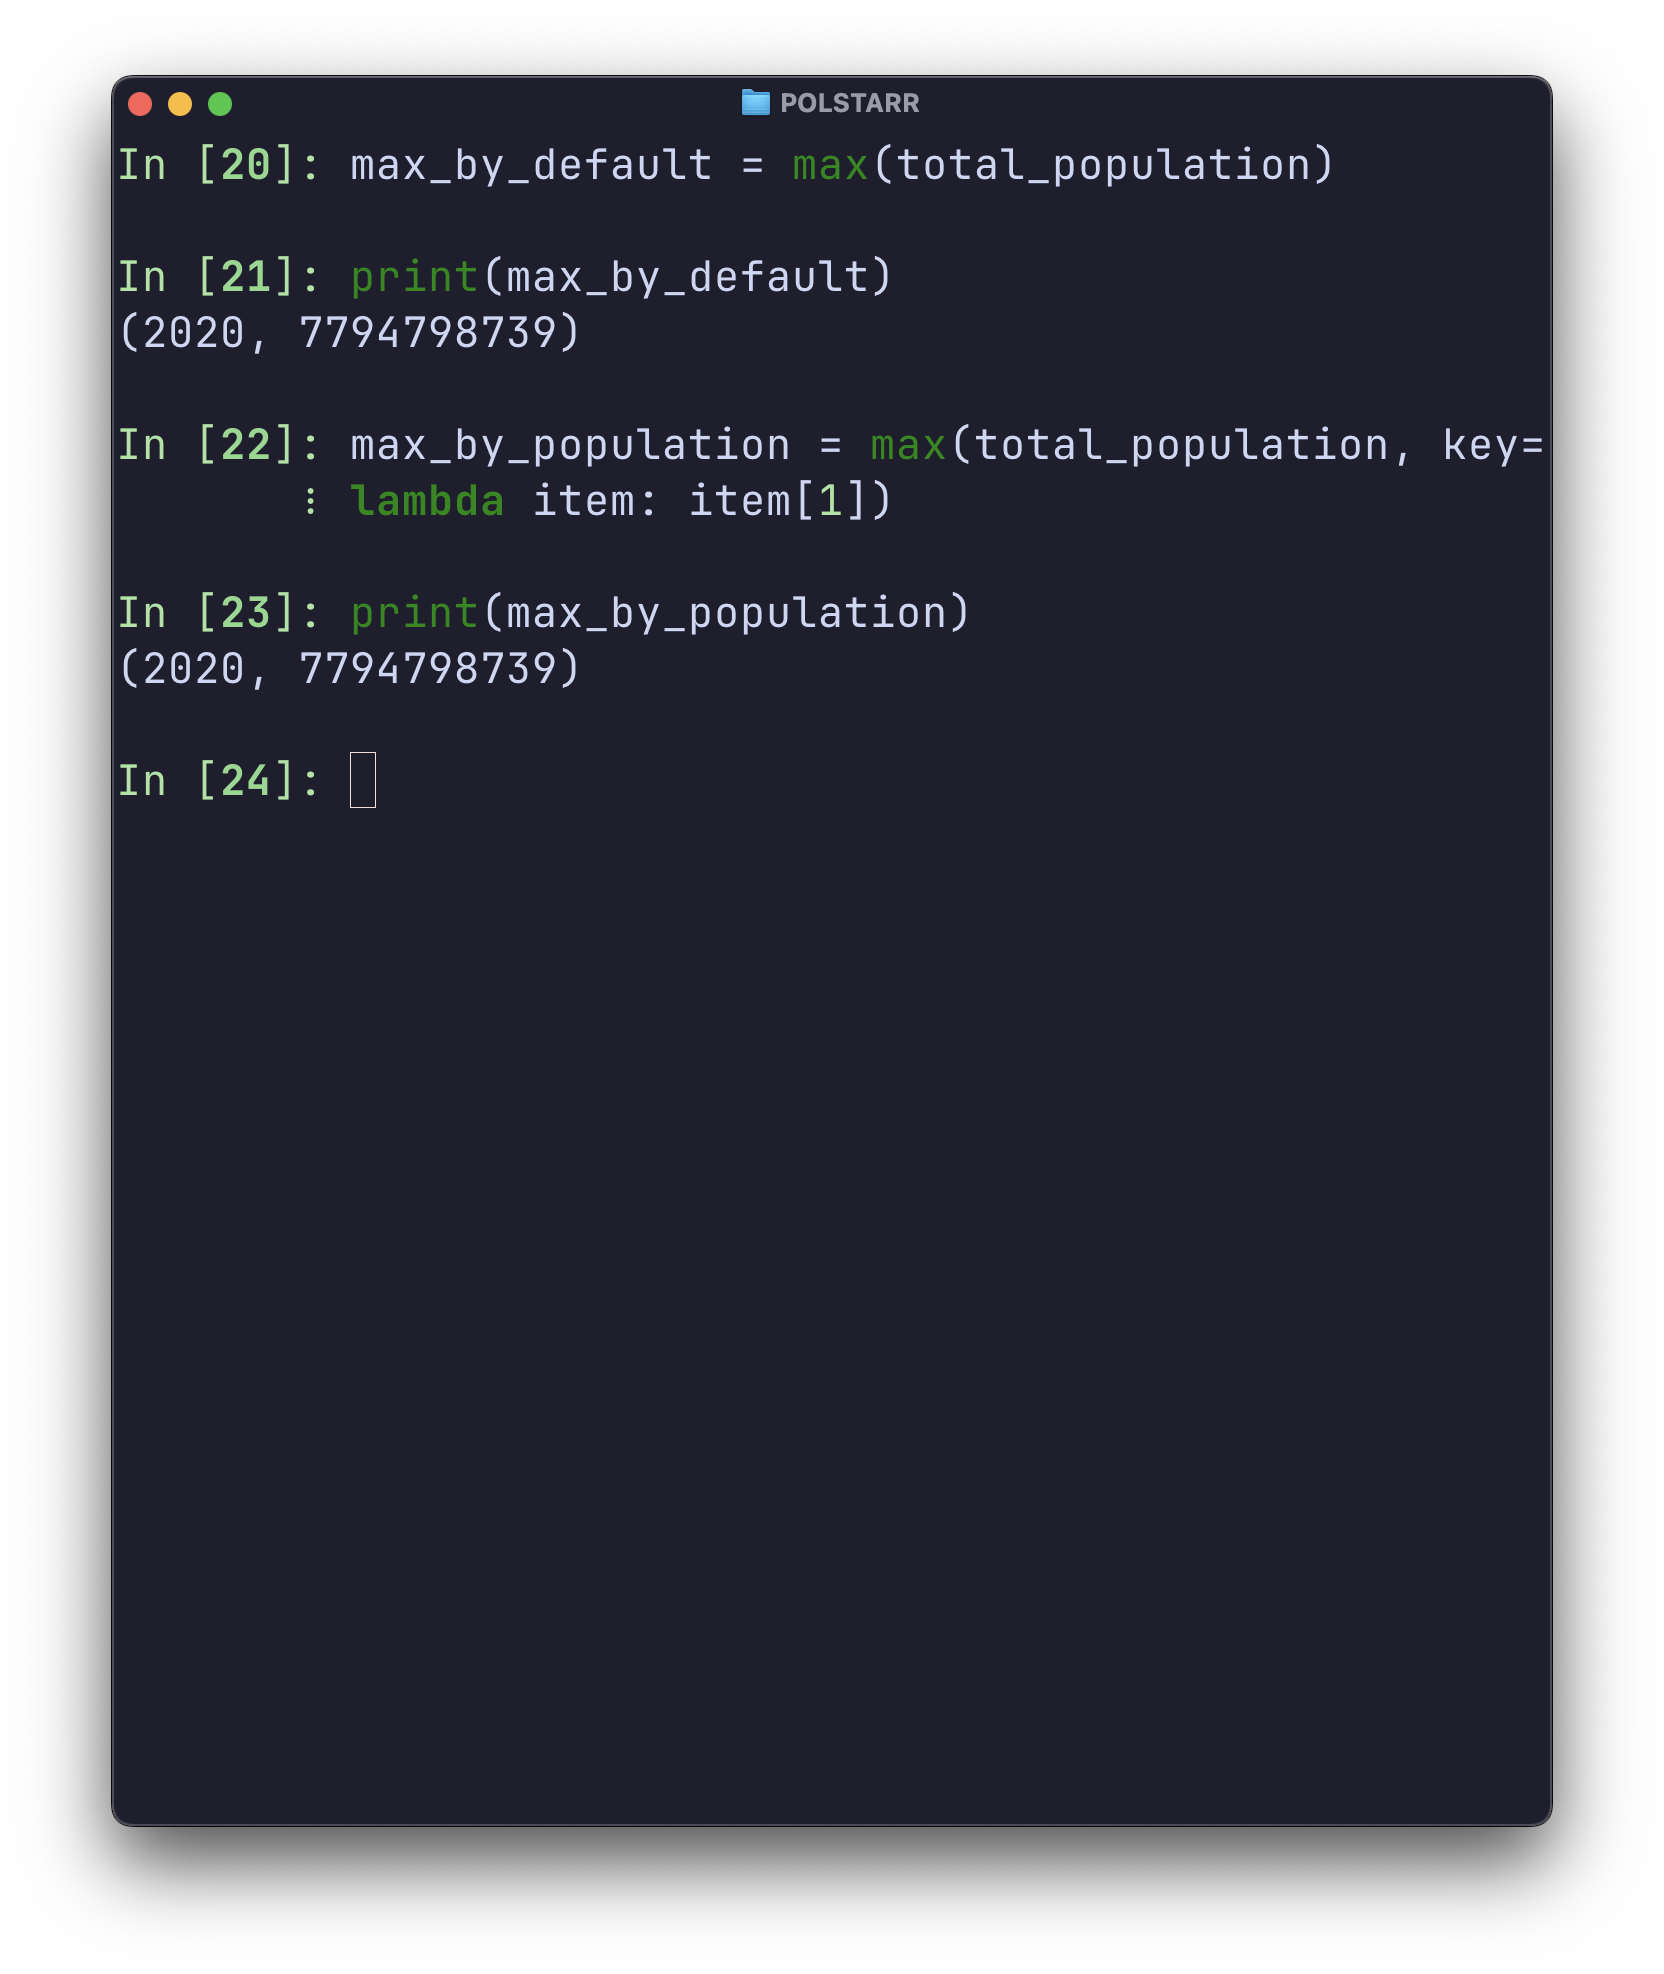 POLSTARR
In [20]: max_by_default = max(total_population)
In [21]: print(max_by_default)
(2020, 7794798739)
In [22]: max_by_population = max(total_population, key=
⋮ lambda item: item[1])
In [23]: print(max_by_population)
(2020, 7794798739)
In [24]: